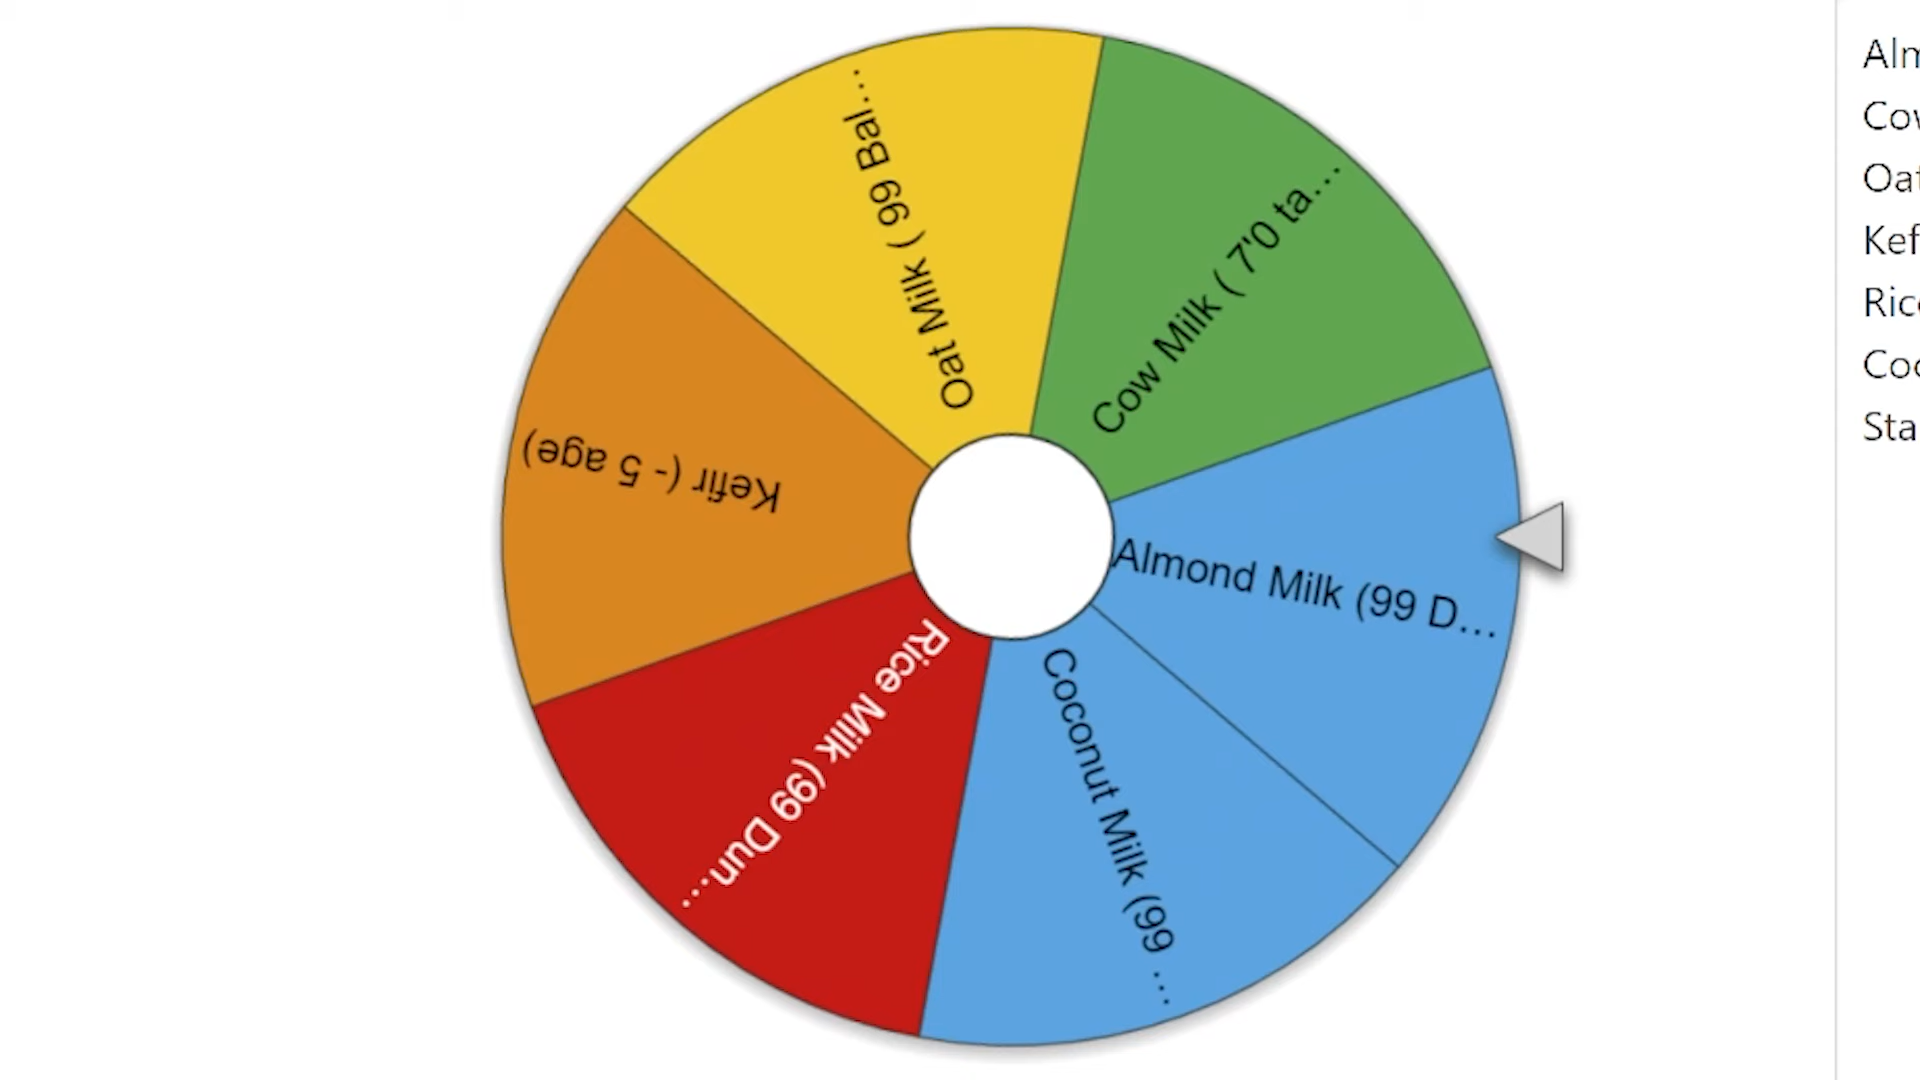 Oat Milk ( 99 Bal….
Cow Milk ( 7'0 ta…
Kefir (- 5 age)
Almond Milk (99 D…
Rice Milk (99 Dun…
Coconut Milk (99 …
Alm
Cow
Oat
Kef
Rice
Coc
Sta